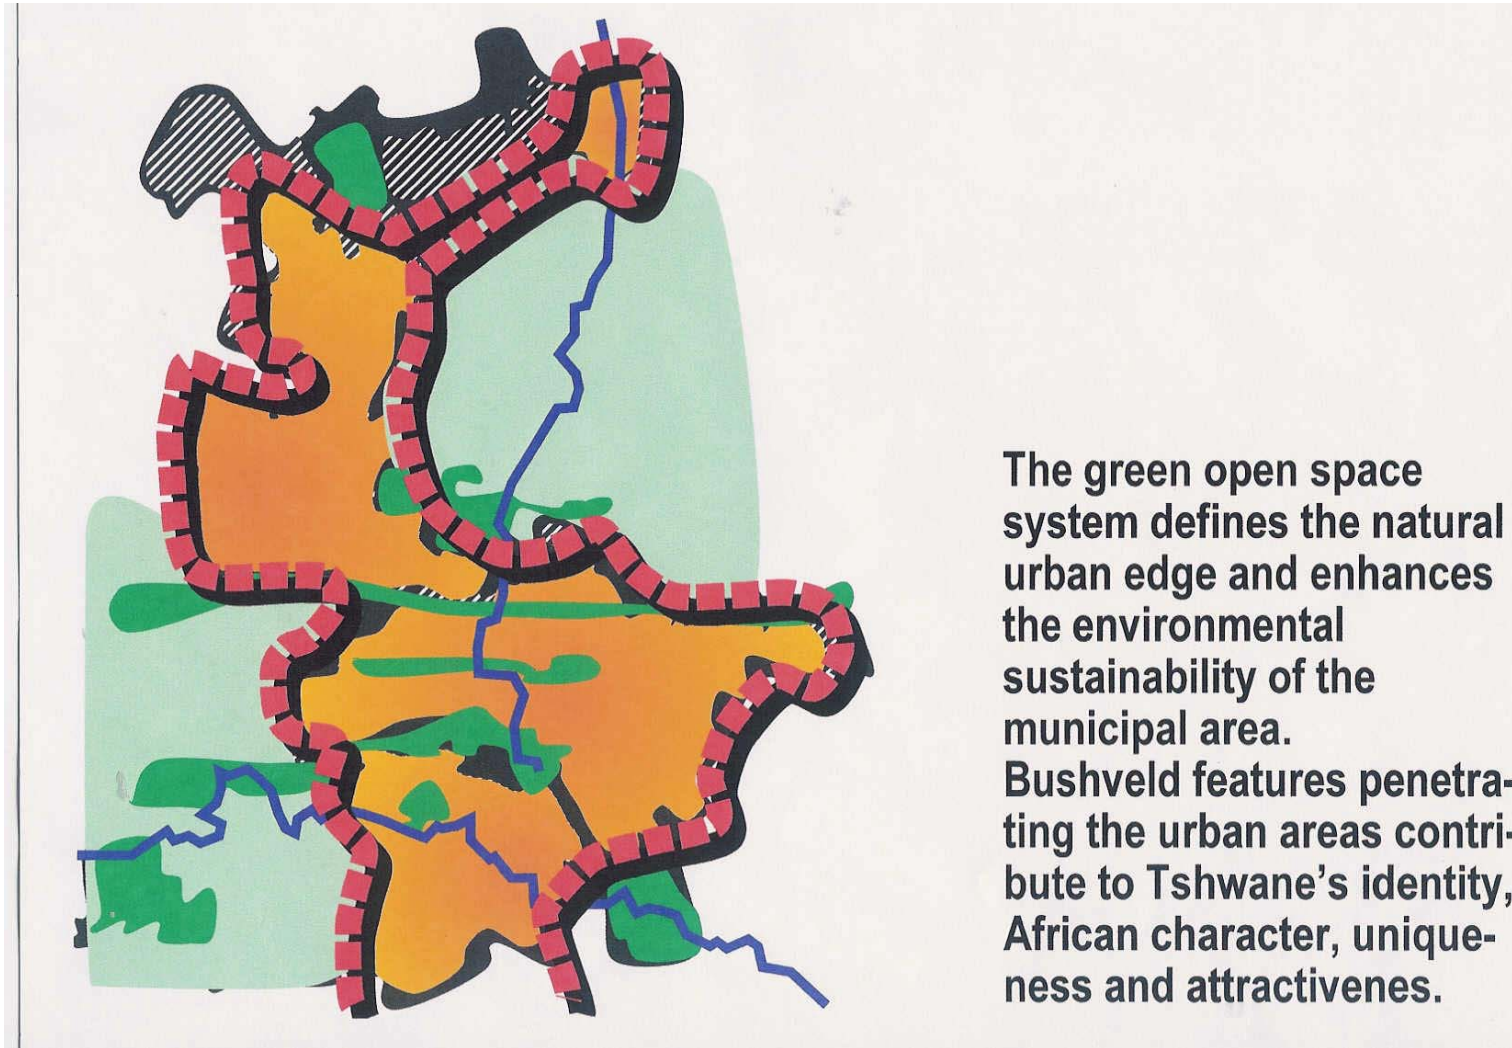 The green open space
system defines the natural
urban edge and enhances
the environmental
sustainability of the
municipal area.
Bushveld features penetra-
ting the urban areas contri-
bute to Tshwane's identity,
African character, unique-
ness and attractivenes.